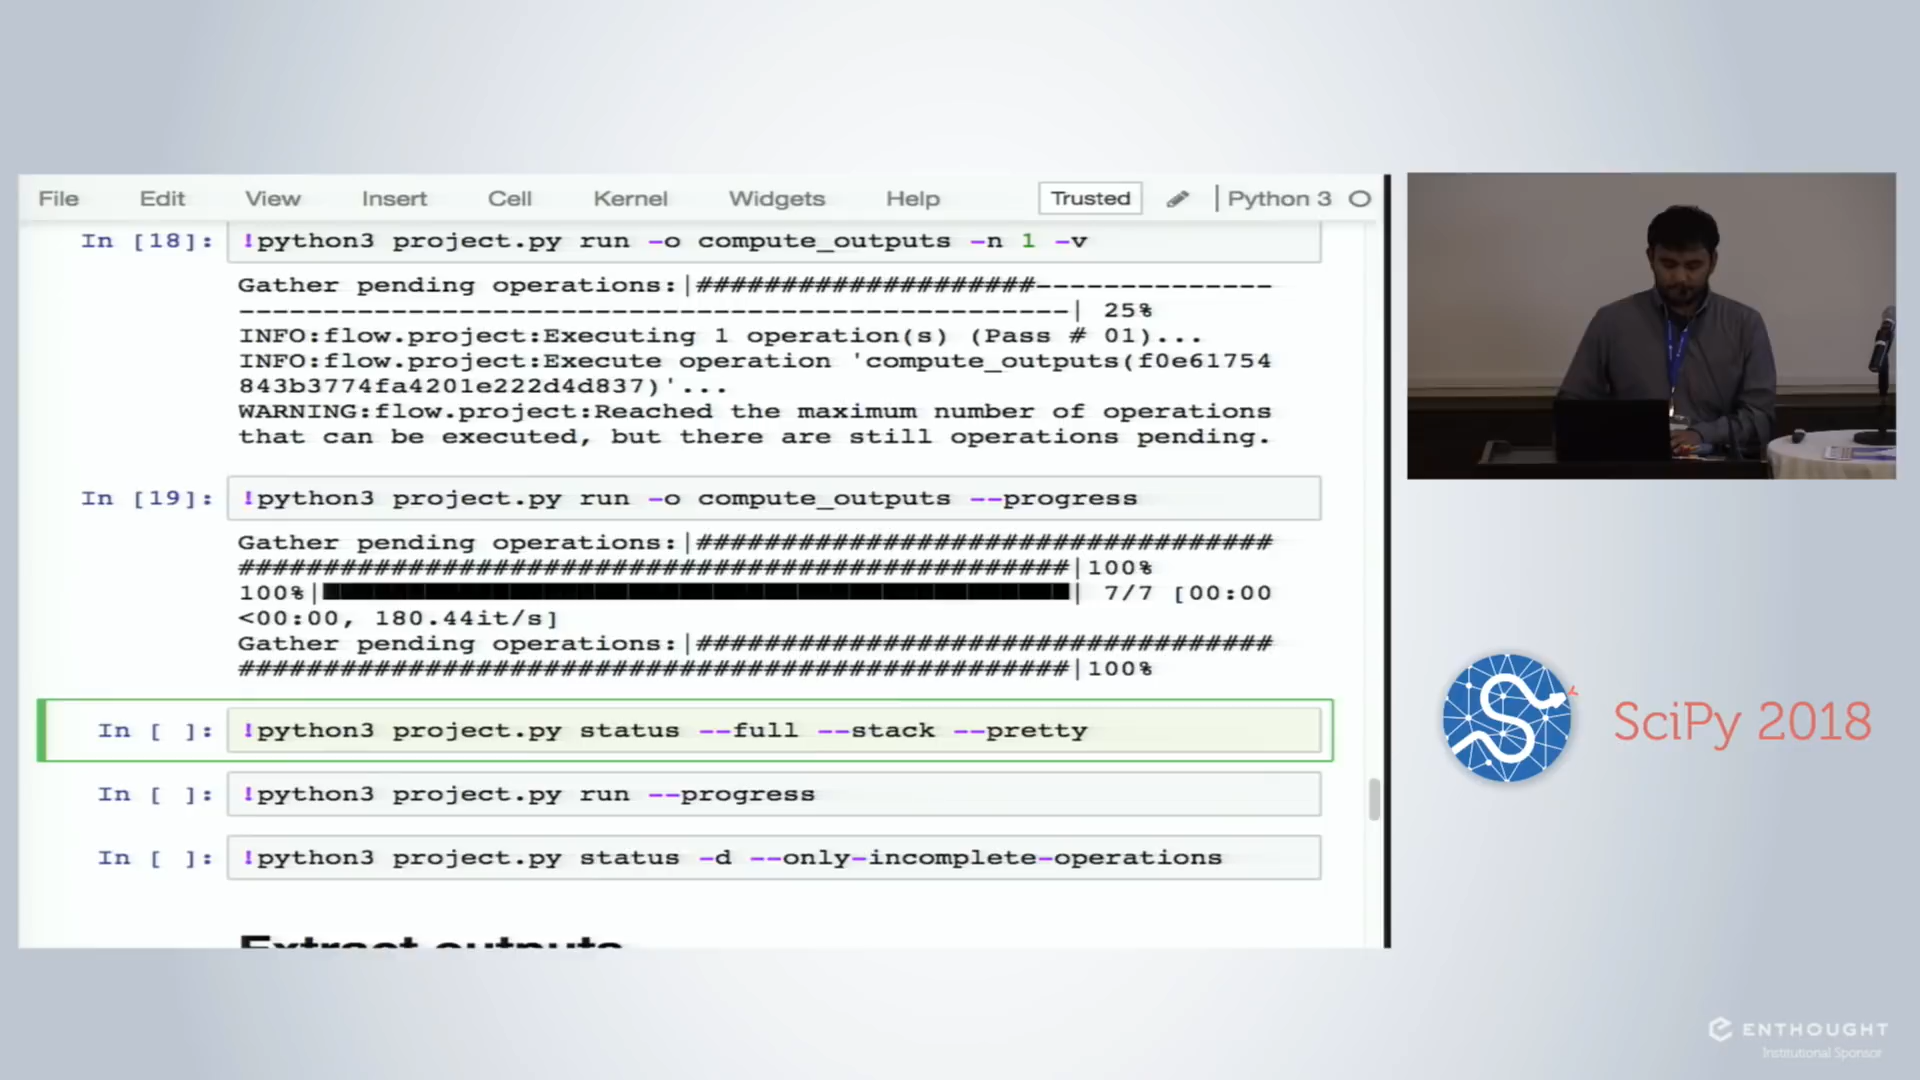 File Edit View Insert Cell Kernel Widgets Help Trusted Python 3
In [18]: !python3 project.py run -o compute_outputs -n 1 -v
Gather pending operations:|####################--------------
-------------------------------------------------| 25%
INFO:flow.project:Executing 1 operation(s) (Pass # 01)...
INFO:flow.project:Execute operation 'compute_outputs(f0e61754
843b3774fa4201e222d4d837)'...
WARNING:flow.project:Reached the maximum number of operations
that can be executed, but there are still operations pending.
In [19]: !python3 project.py run -o compute_outputs --progress
Gather pending operations:|##################################
#################################################|100%
100%|████████████████████████████████████████████| 7/7 [00:00
<00:00, 180.44it/s]
Gather pending operations:|##################################
#################################################|100%
In [ ]: !python3 project.py status --full --stack --pretty
In [ ]: !python3 project.py run --progress
In [ ]: !python3 project.py status -d --only-incomplete-operations
Extract outputs
SciPy 2018
ENTHOUGHT
Institutional Sponsor